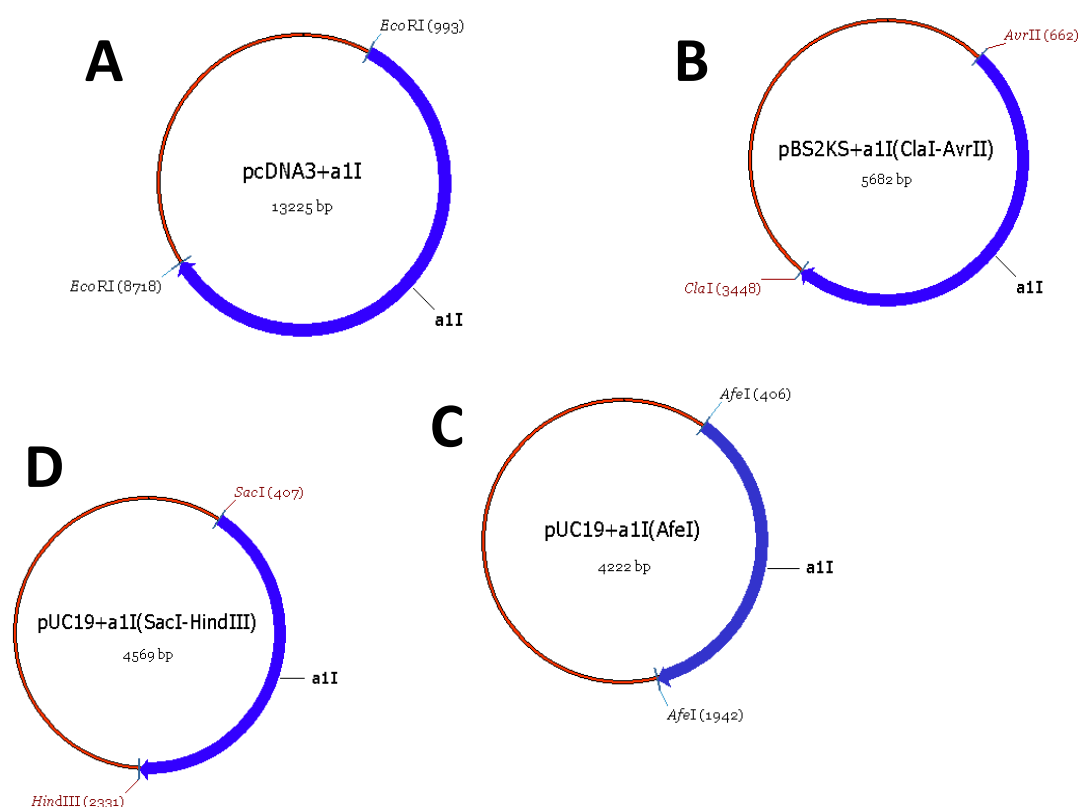 A
EcoRI (993)
pcDNA3+a1I
13225 bp
EcoRI (8718)
a1I
B
AvrII (662)
pBS2KS+a1I(ClaI-AvrII)
5682 bp
ClaI (3448)
a1I
D
SacI (407)
pUC19+a1I(SacI-HindIII)
4569 bp
a1I
HindIII (2331)
C
AfeI (406)
pUC19+a1I(AfeI)
4222 bp
a1I
AfeI (1942)